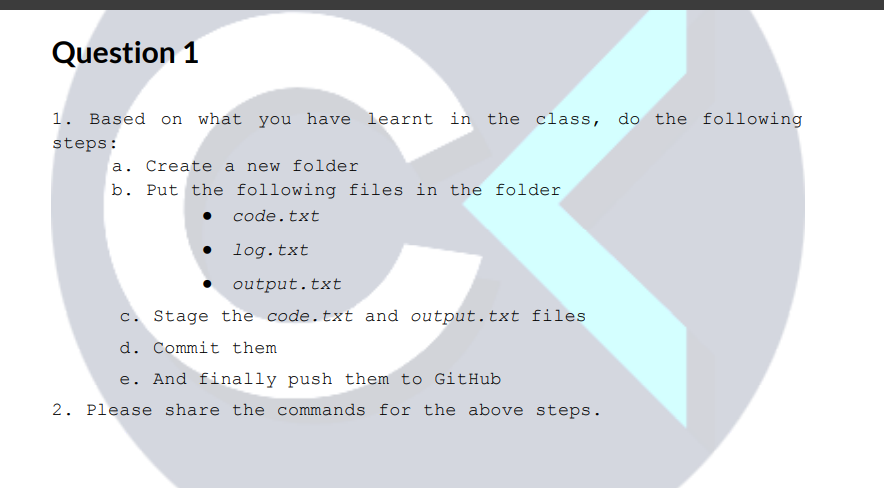 Question 1
1. Based on what you have learnt in the class, do the following
steps:
a. Create a new folder
b. Put the following files in the folder
● code.txt
● log.txt
● output.txt
c. Stage the code.txt and output.txt files
d. Commit them
e. And finally push them to GitHub
2. Please share the commands for the above steps.